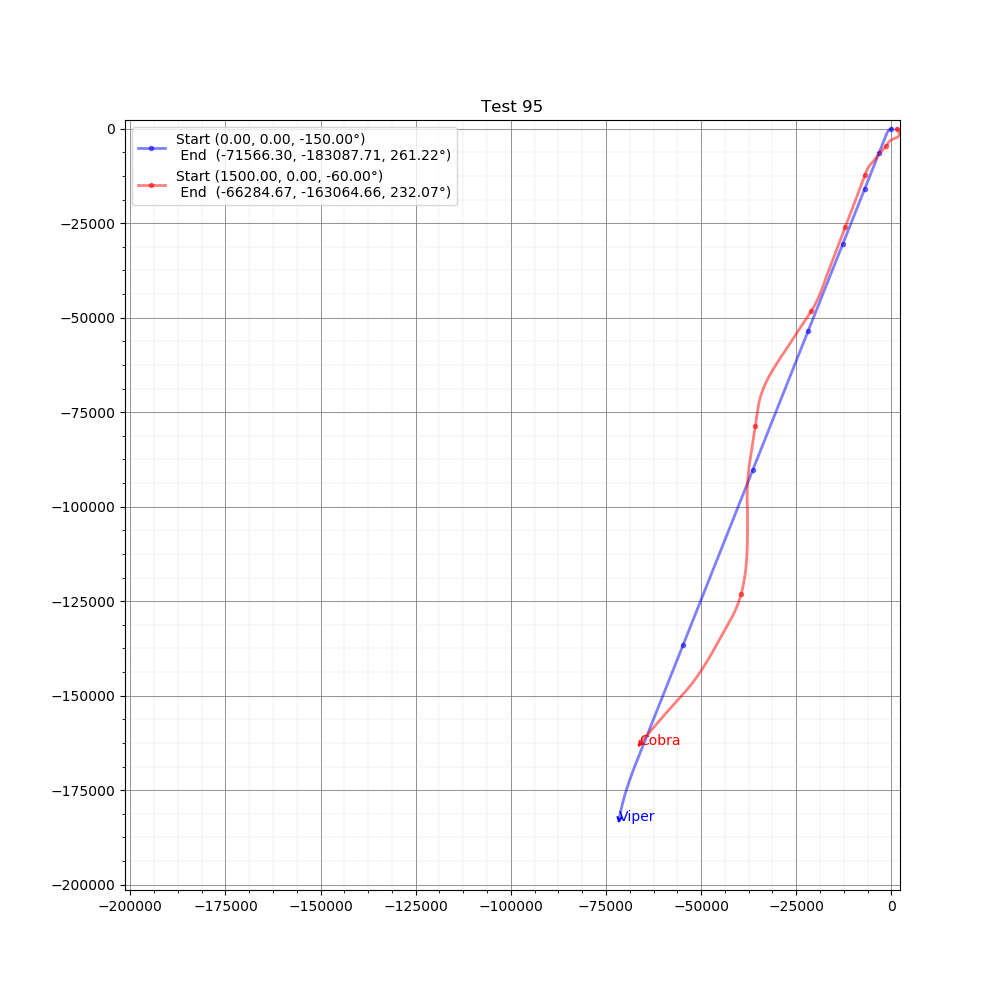 Test 95
Start (0.00, 0.00, -150.00°)
End (-71566.30, -183087.71, 261.22°)
Start (1500.00, 0.00, -60.00°)
End (-66284.67, -163064.66, 232.07°)
0
−25000
−50000
−75000
−100000
−125000
−150000
−175000
−200000
Cobra
Viper
−200000 −175000 −150000 −125000 −100000 −75000 −50000 −25000 0